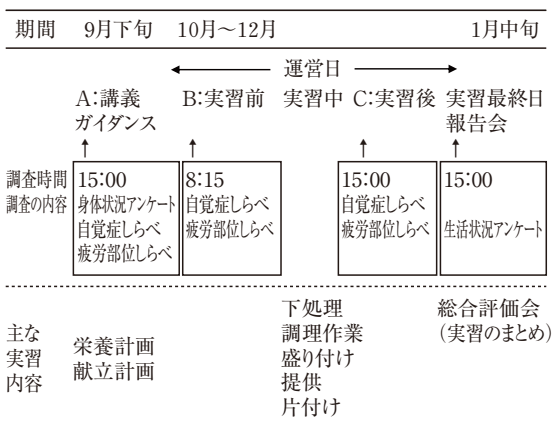 期間 9月下旬 10月～12月 1月中旬
運営日
A:講義 B:実習前 実習中 C:実習後 実習最終日
ガイダンス 報告会
調査時間 15:00 8:15 15:00 15:00
調査の内容 身体状況アンケート 自覚症しらべ 自覚症しらべ
自覚症しらべ 疲労部位しらべ 疲労部位しらべ 生活状況アンケート
疲労部位しらべ
下処理 総合評価会
主な 調理作業 (実習のまとめ)
実習 栄養計画 盛り付け
内容 献立計画 提供
片付け